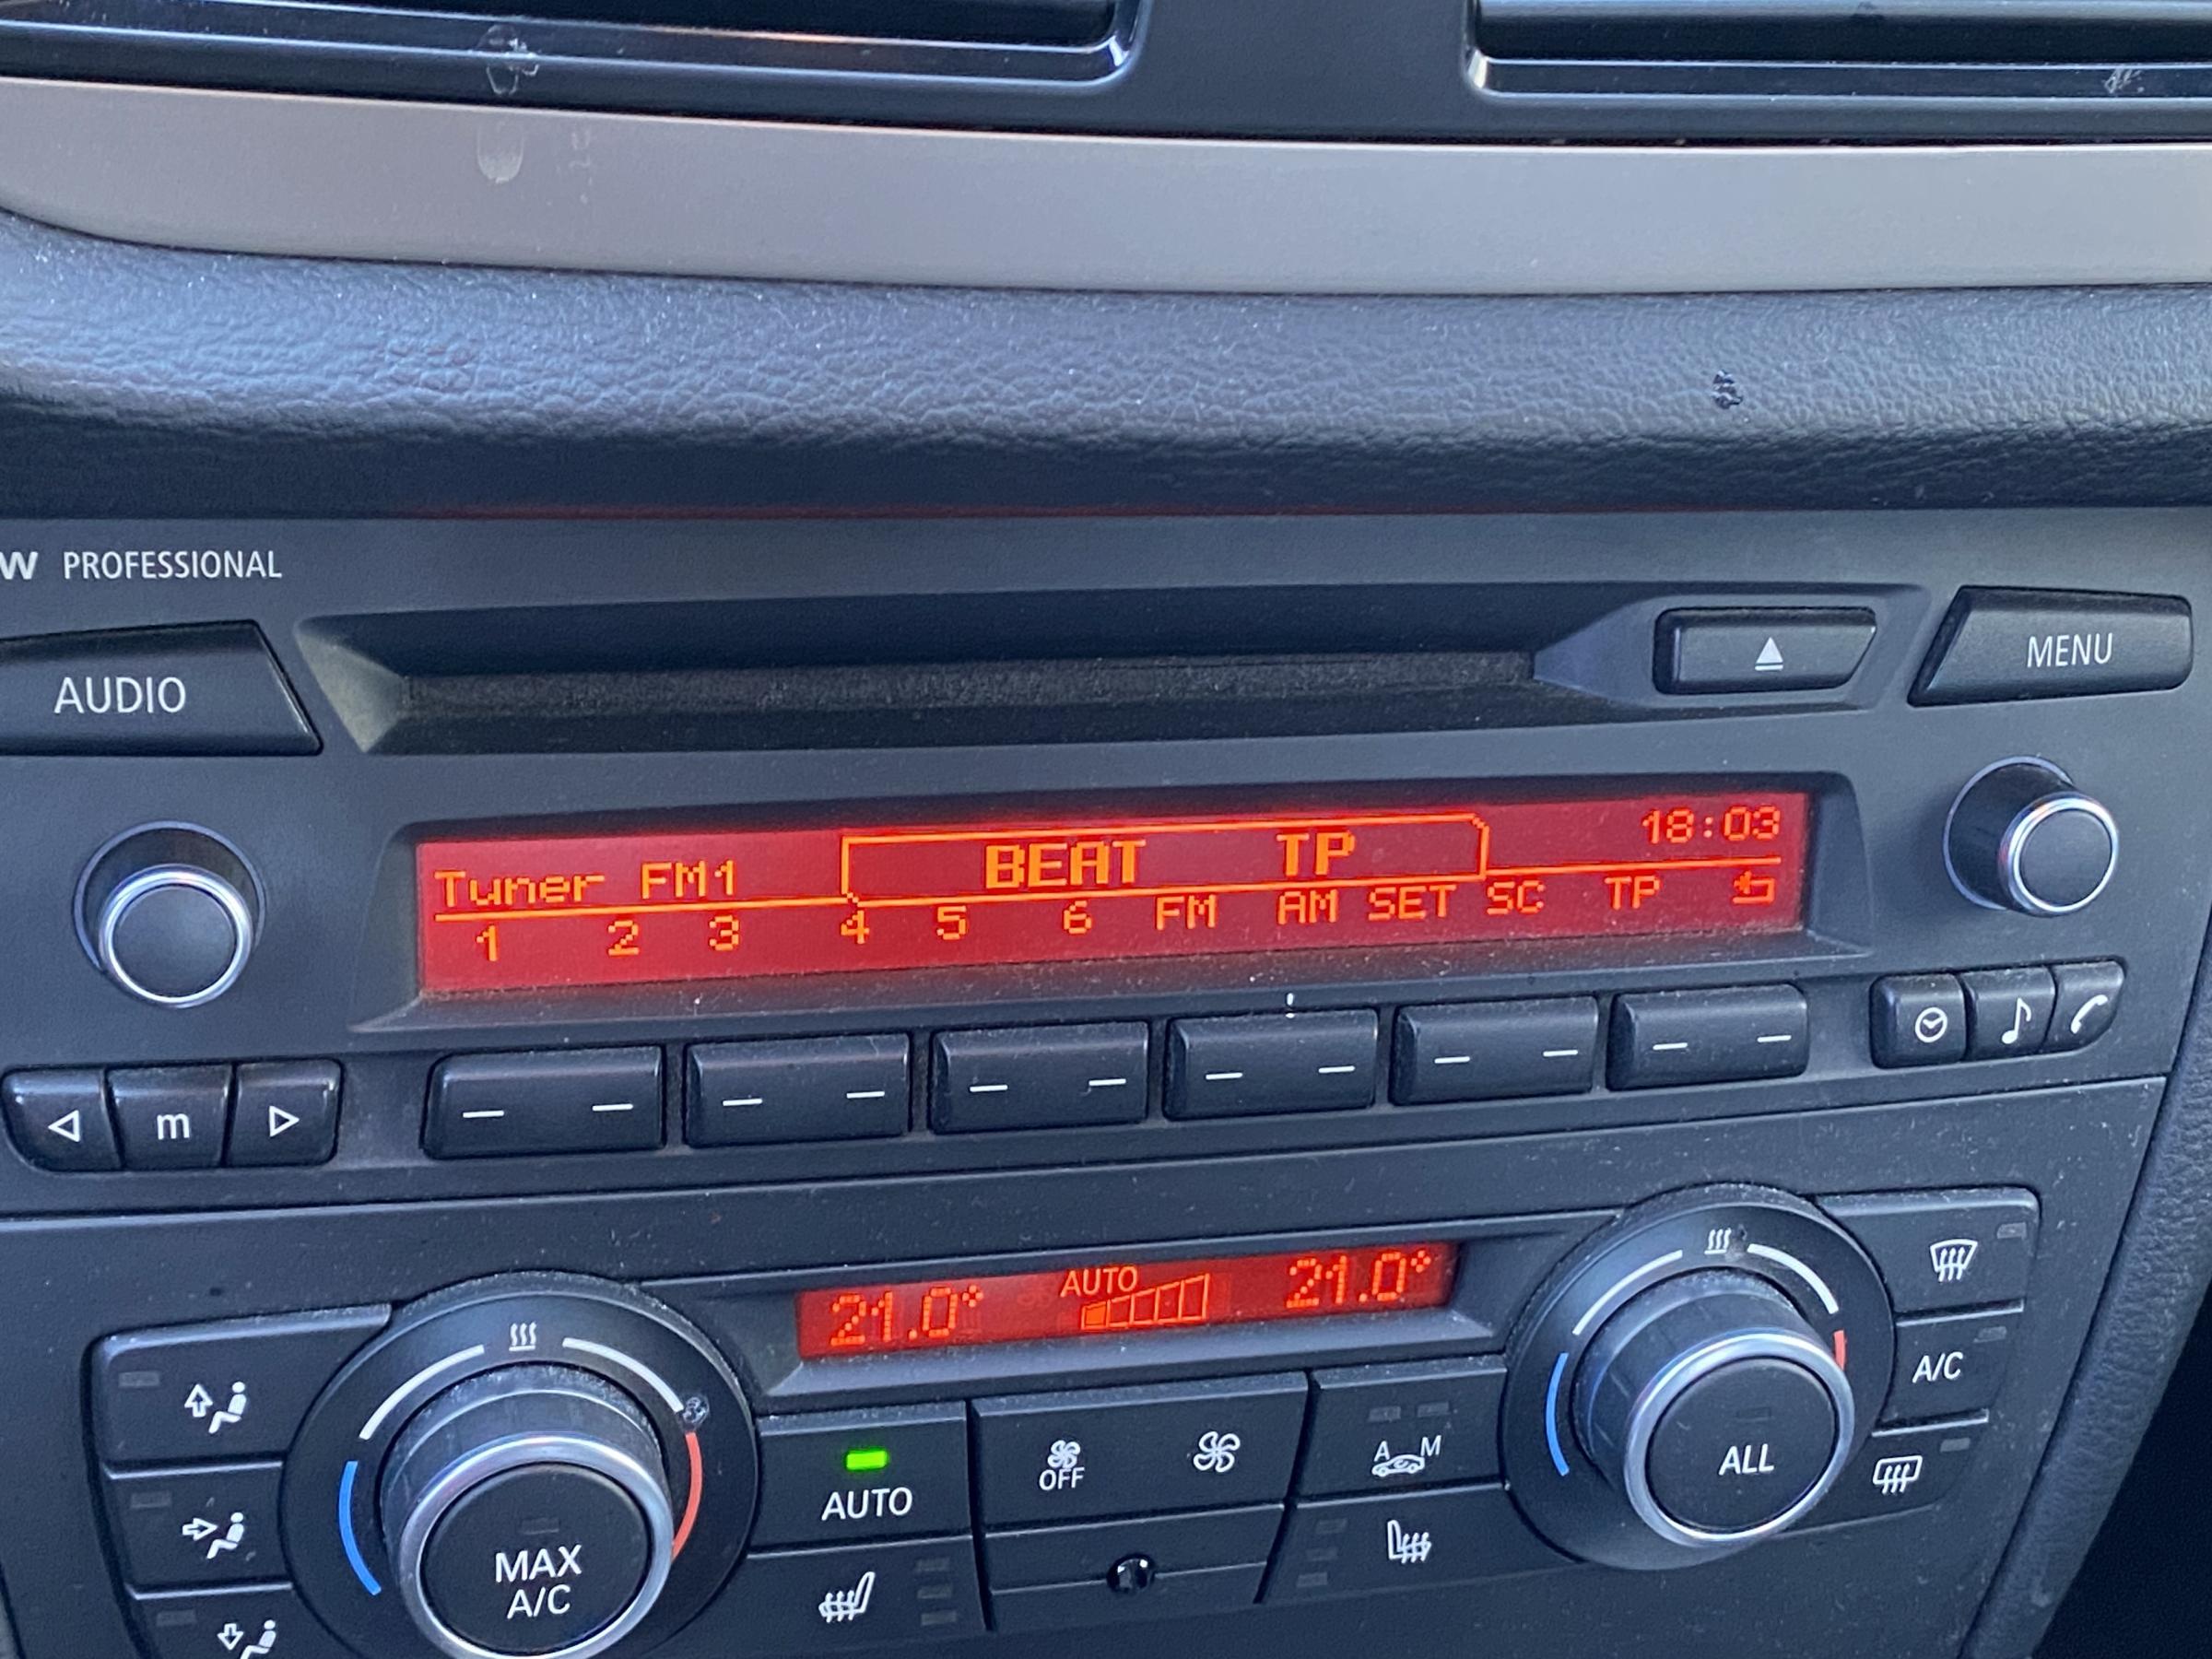 W PROFESSIONAL
AUDIO
MENU
Tuner FM1
BEAT TP
18:03
1 2 3 4 5 6 FM AM SET SC TP
m
21.0°
AUTO
21.0°
A/C
A M
AUTO
OFF
ALL
MAX
A/C